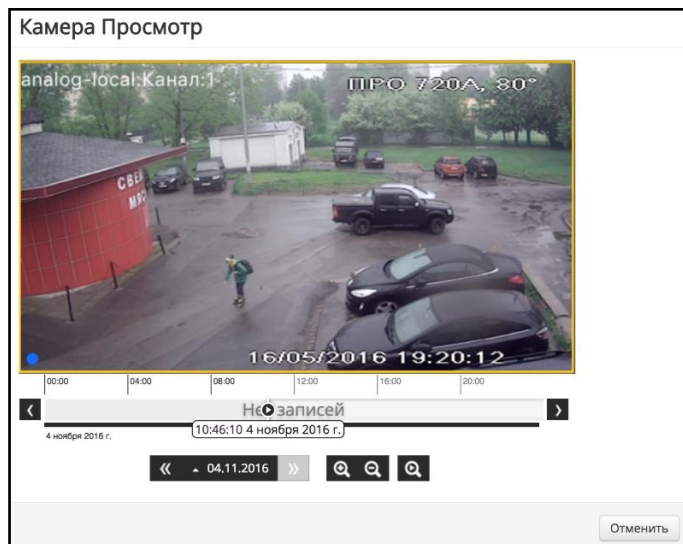 Камера Просмотр
analog-local:Канал:1 ПРО 720А, 80°
СВЕ
МЯС
16/05/2016 19:20:12
00:00 04:00 08:00 12:00 16:00 20:00
Нет записей
4 ноября 2016 г.
10:46:10 4 ноября 2016 г.
04.11.2016
Отменить